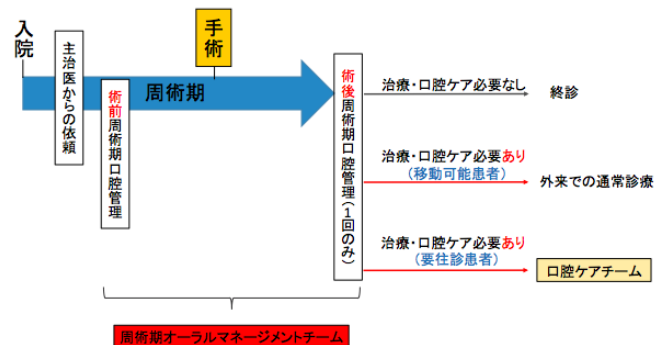 入院
主治医からの依頼
術前周術期口腔管理
周術期
手術
術後周術期口腔管理(1回のみ)
治療・口腔ケア必要なし
終診
治療・口腔ケア必要あり
(移動可能患者)
外来での通常診療
治療・口腔ケア必要あり
(要往診患者)
口腔ケアチーム
周術期オーラルマネージメントチーム